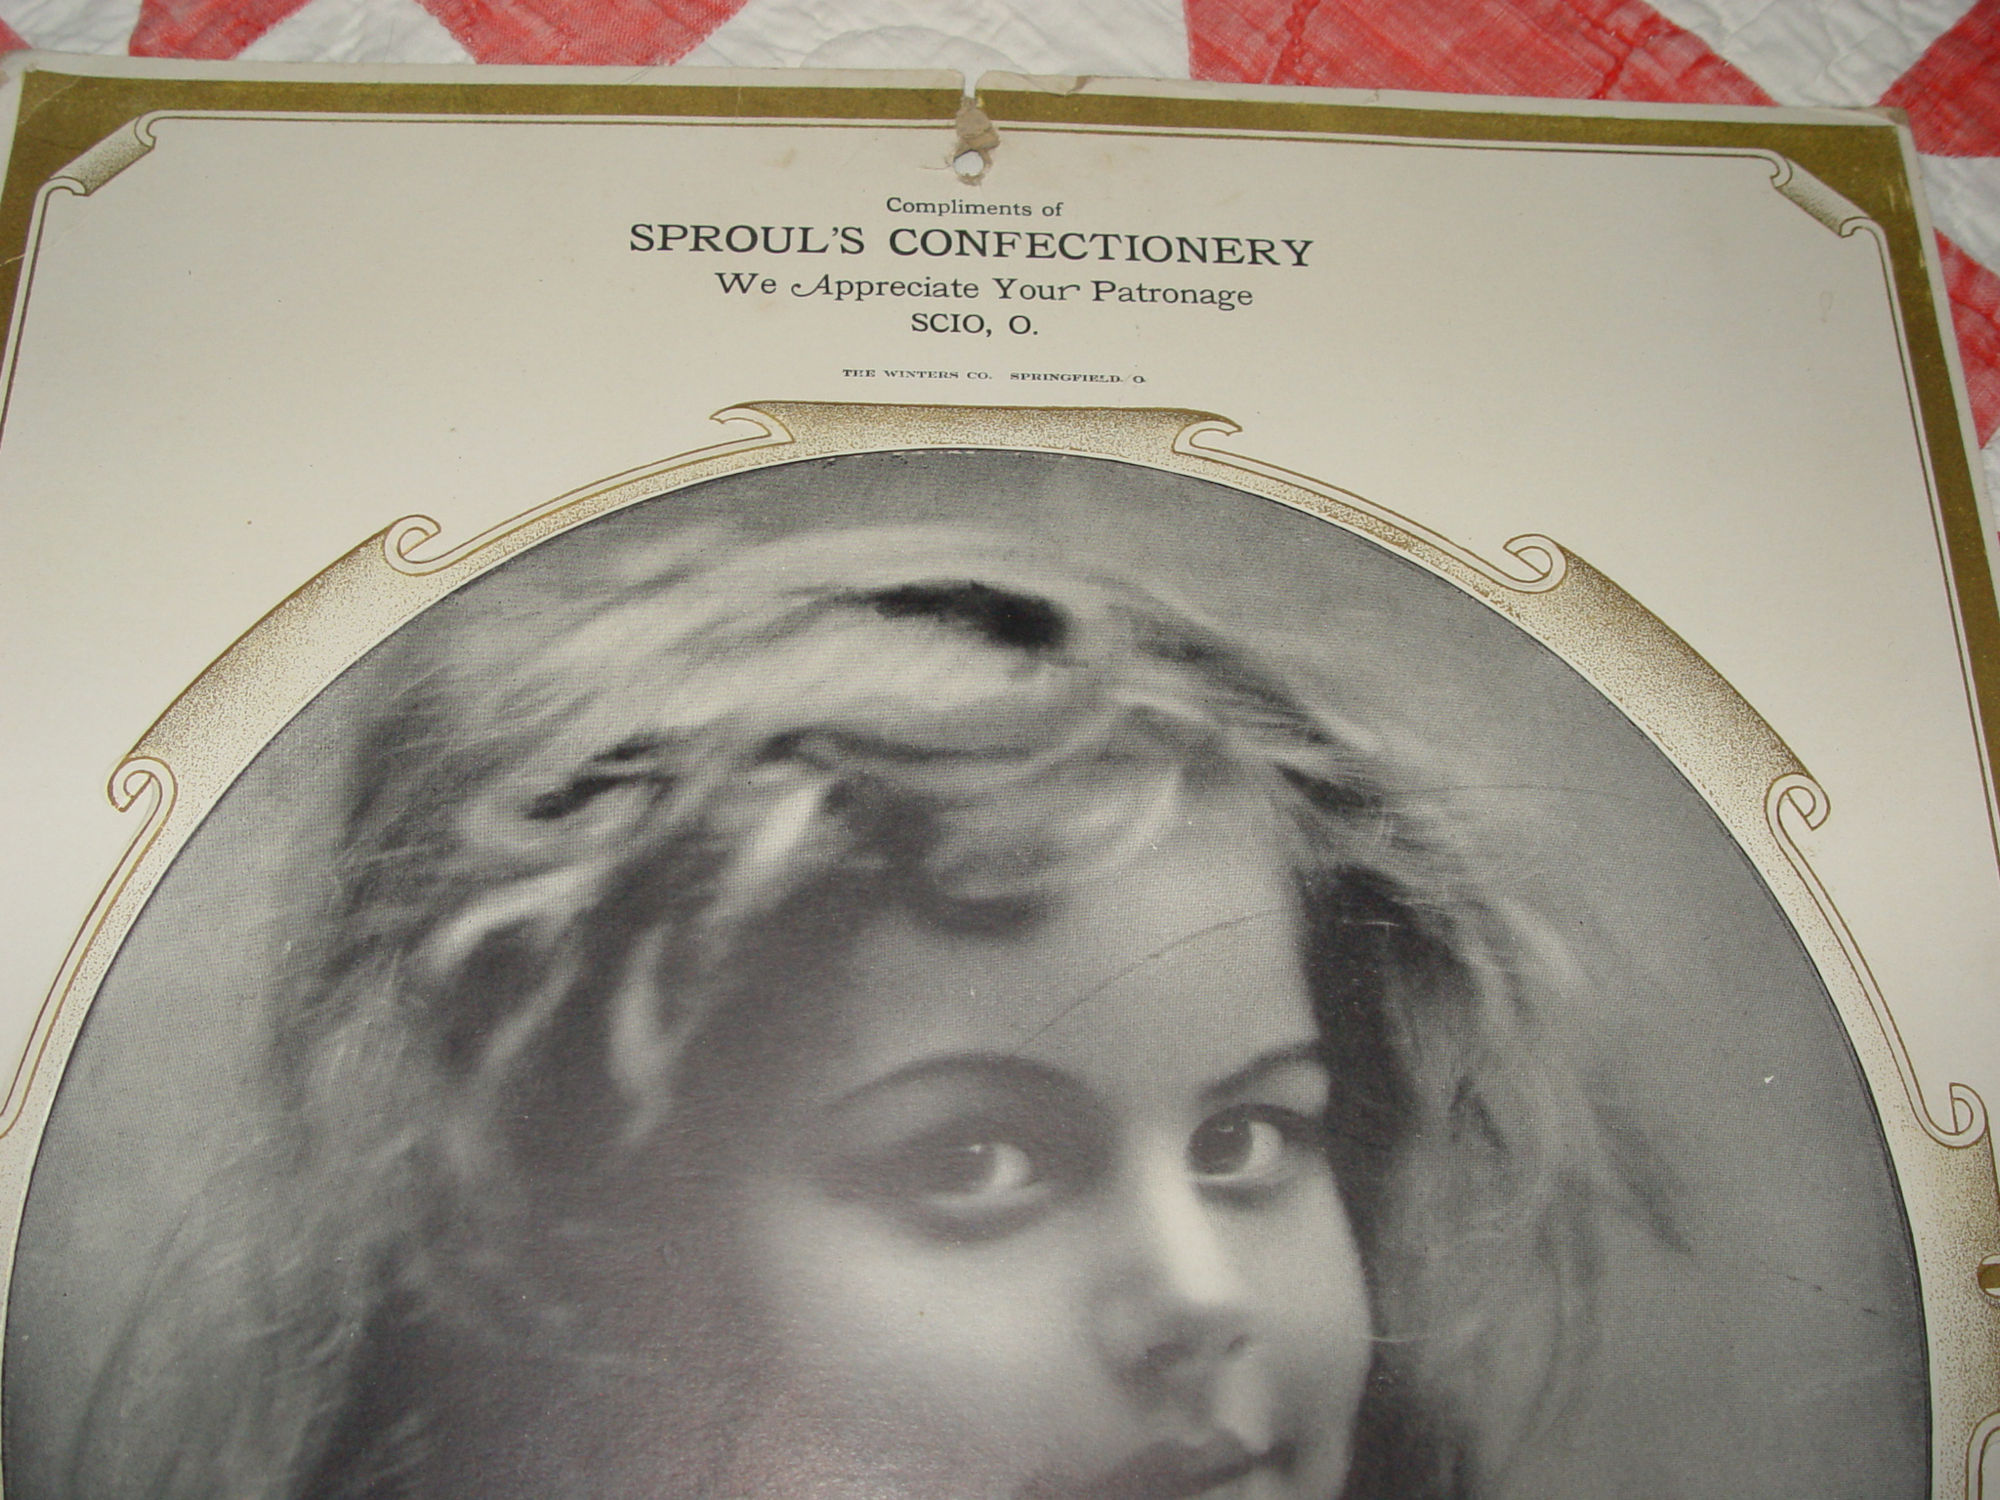 Compliments of
SPROUL'S CONFECTIONERY
We Appreciate Your Patronage
SCIO, O.
THE WINTERS CO. SPRINGFIELD, O.